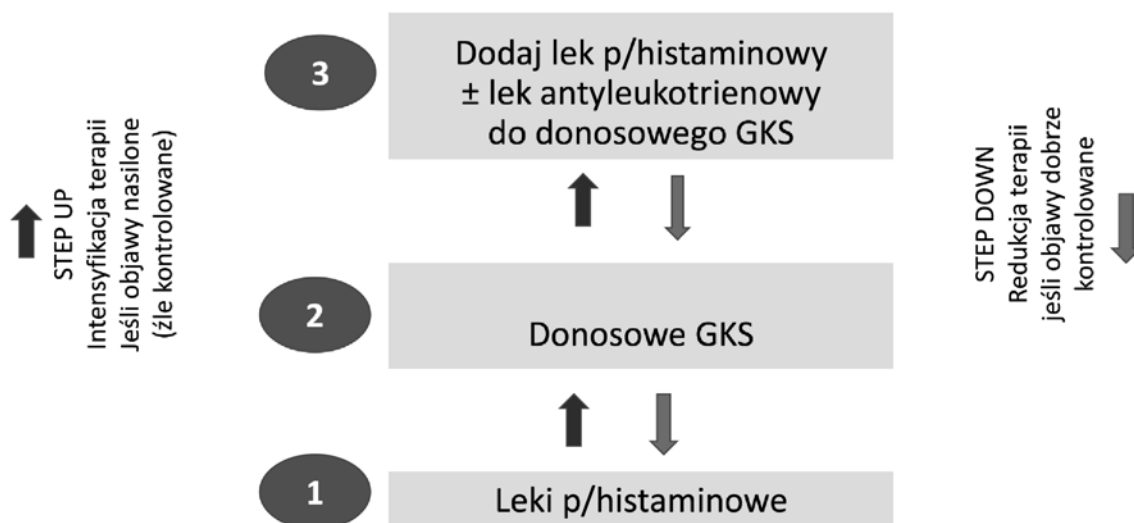 3
Dodaj lek p/histaminowy
± lek antyleukotrienowy
do donosowego GKS
STEP UP
Intensyfikacja terapii
Jeśli objawy nasilone
(źle kontrolowane)
STEP DOWN
Redukcja terapii
jeśli objawy dobrze
kontrolowane
2
Donosowe GKS
1
Leki p/histaminowe